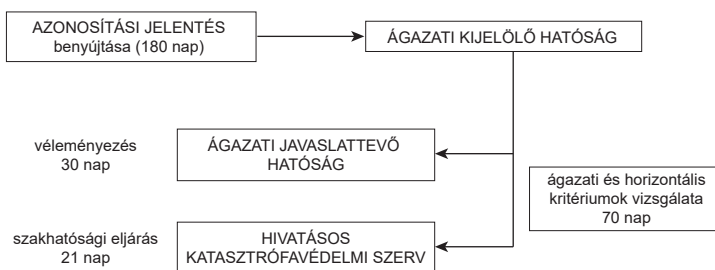 AZONOSÍTÁSI JELENTÉS
benyújtása (180 nap)
ÁGAZATI KIJELÖLŐ HATÓSÁG
véleményezés
30 nap
ÁGAZATI JAVASLATTEVŐ
HATÓSÁG
ágazati és horizontális
kritériumok vizsgálata
70 nap
szakhatósági eljárás
21 nap
HIVATÁSOS
KATASZTRÓFAVÉDELMI SZERV